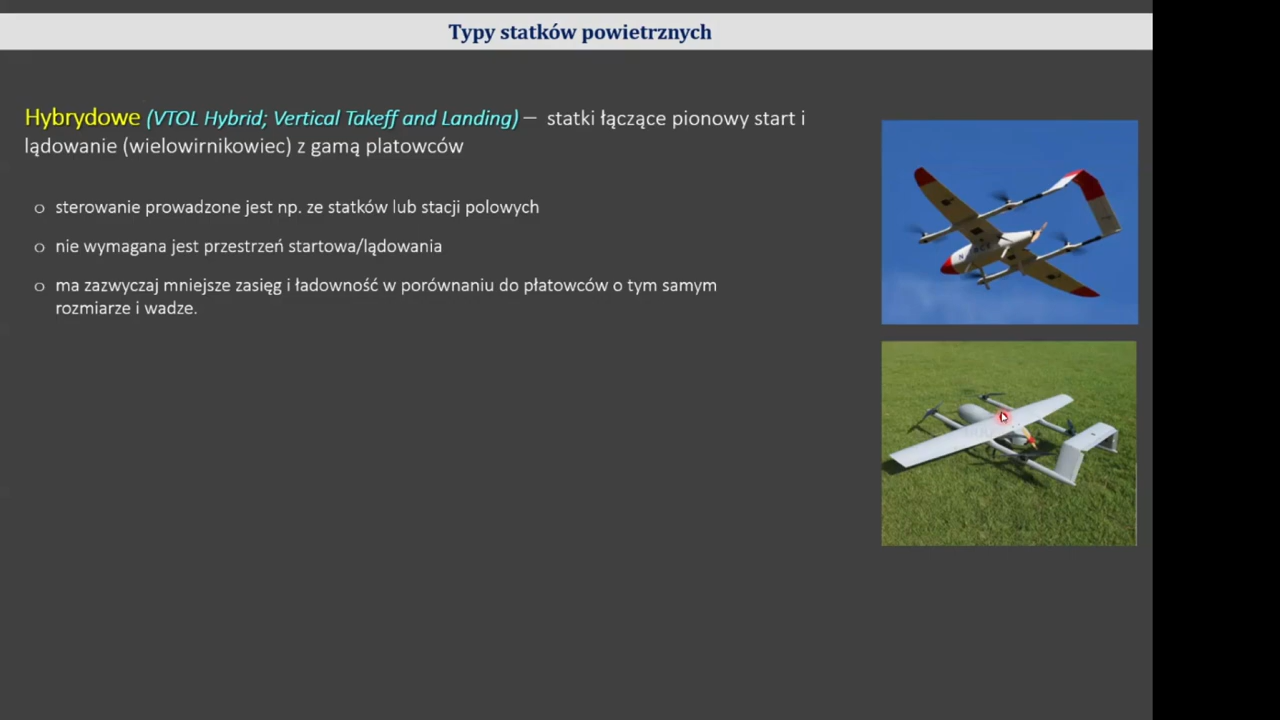 Typy statków powietrznych
Hybrydowe (VTOL Hybrid; Vertical Takeff and Landing) – statki łączące pionowy start i
lądowanie (wielowirnikowiec) z gamą platowców
o sterowanie prowadzone jest np. ze statków lub stacji polowych
o nie wymagana jest przestrzeń startowa/lądowania
o ma zazwyczaj mniejsze zasięg i ładowność w porównaniu do płatowców o tym samym
rozmiarze i wadze.